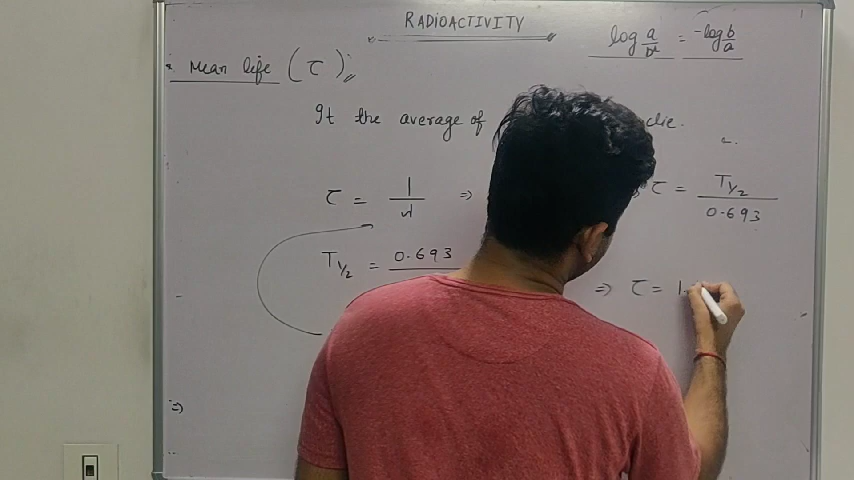 RADIOACTIVITY
log a/b = -log b/a
Mean life (τ)
It the average of
τ = 1/λ ⇒
τ = T1/2 / 0.693
T1/2 = 0.693
⇒ τ = 1.
⇒